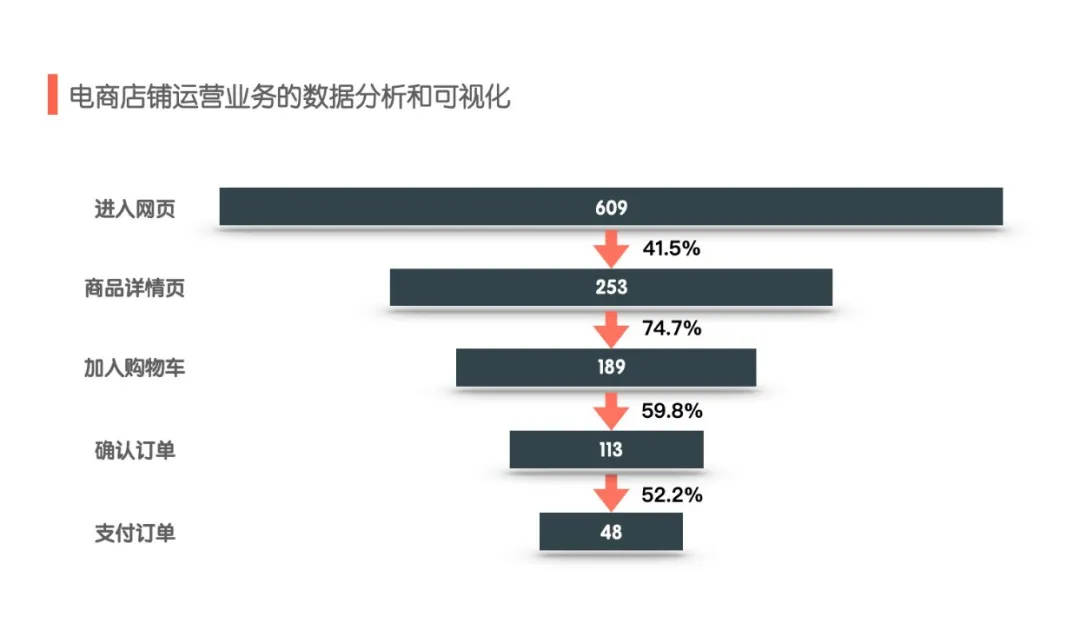 电商店铺运营业务的数据分析和可视化
进入网页 609
41.5%
商品详情页 253
74.7%
加入购物车 189
59.8%
确认订单 113
52.2%
支付订单 48